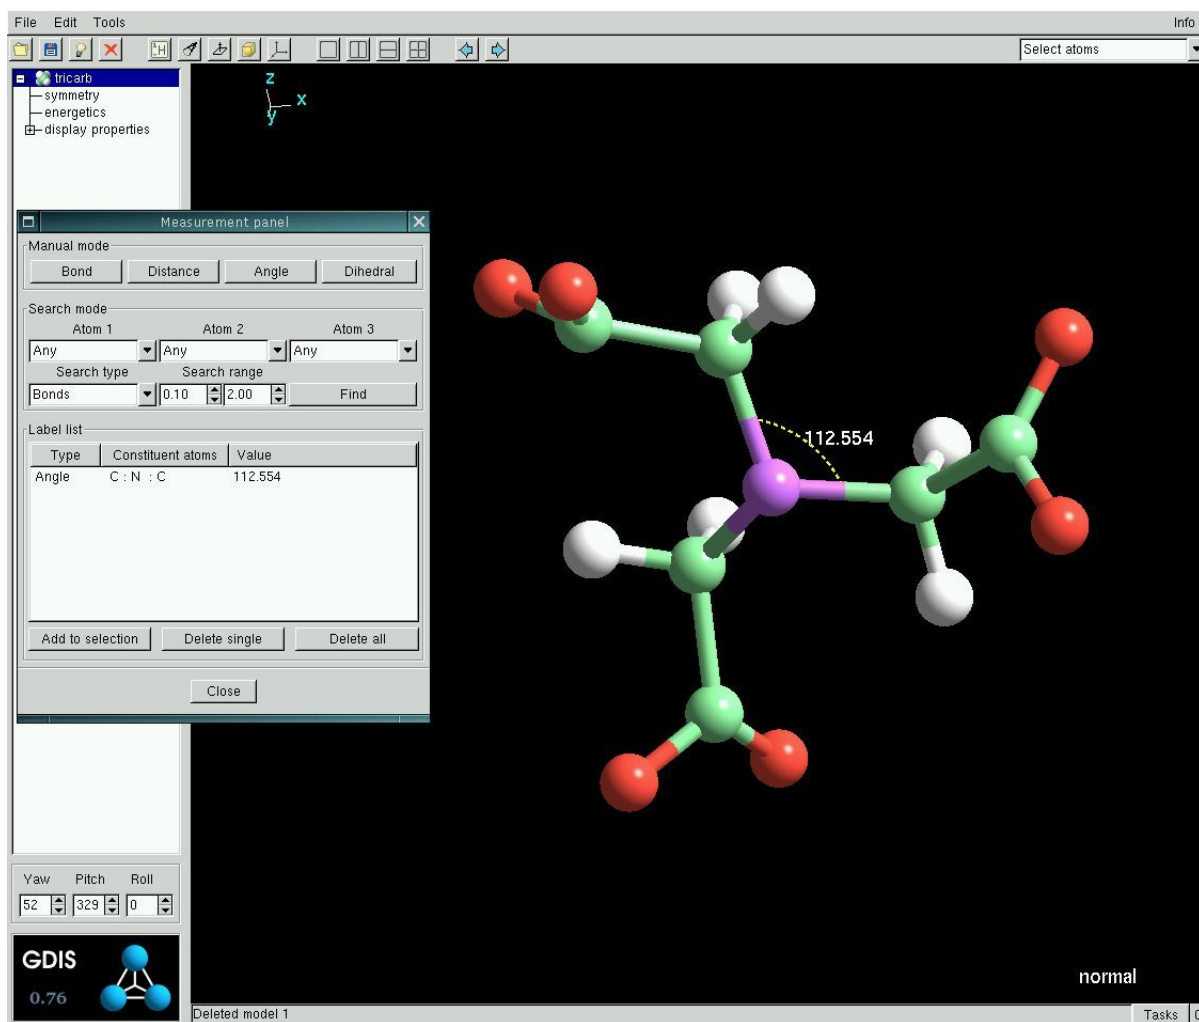 File Edit Tools Info
Select atoms
tricarb
symmetry
energetics
display properties
z
x
y
Measurement panel
Manual mode
Bond Distance Angle Dihedral
Search mode
Atom 1 Atom 2 Atom 3
Any Any Any
Search type Search range
Bonds 0.10 2.00 Find
Label list
Type Constituent atoms Value
Angle C : N : C 112.554
Add to selection Delete single Delete all
Close
112.554
Yaw Pitch Roll
52 329 0
GDIS
0.76
normal
Deleted model 1 Tasks